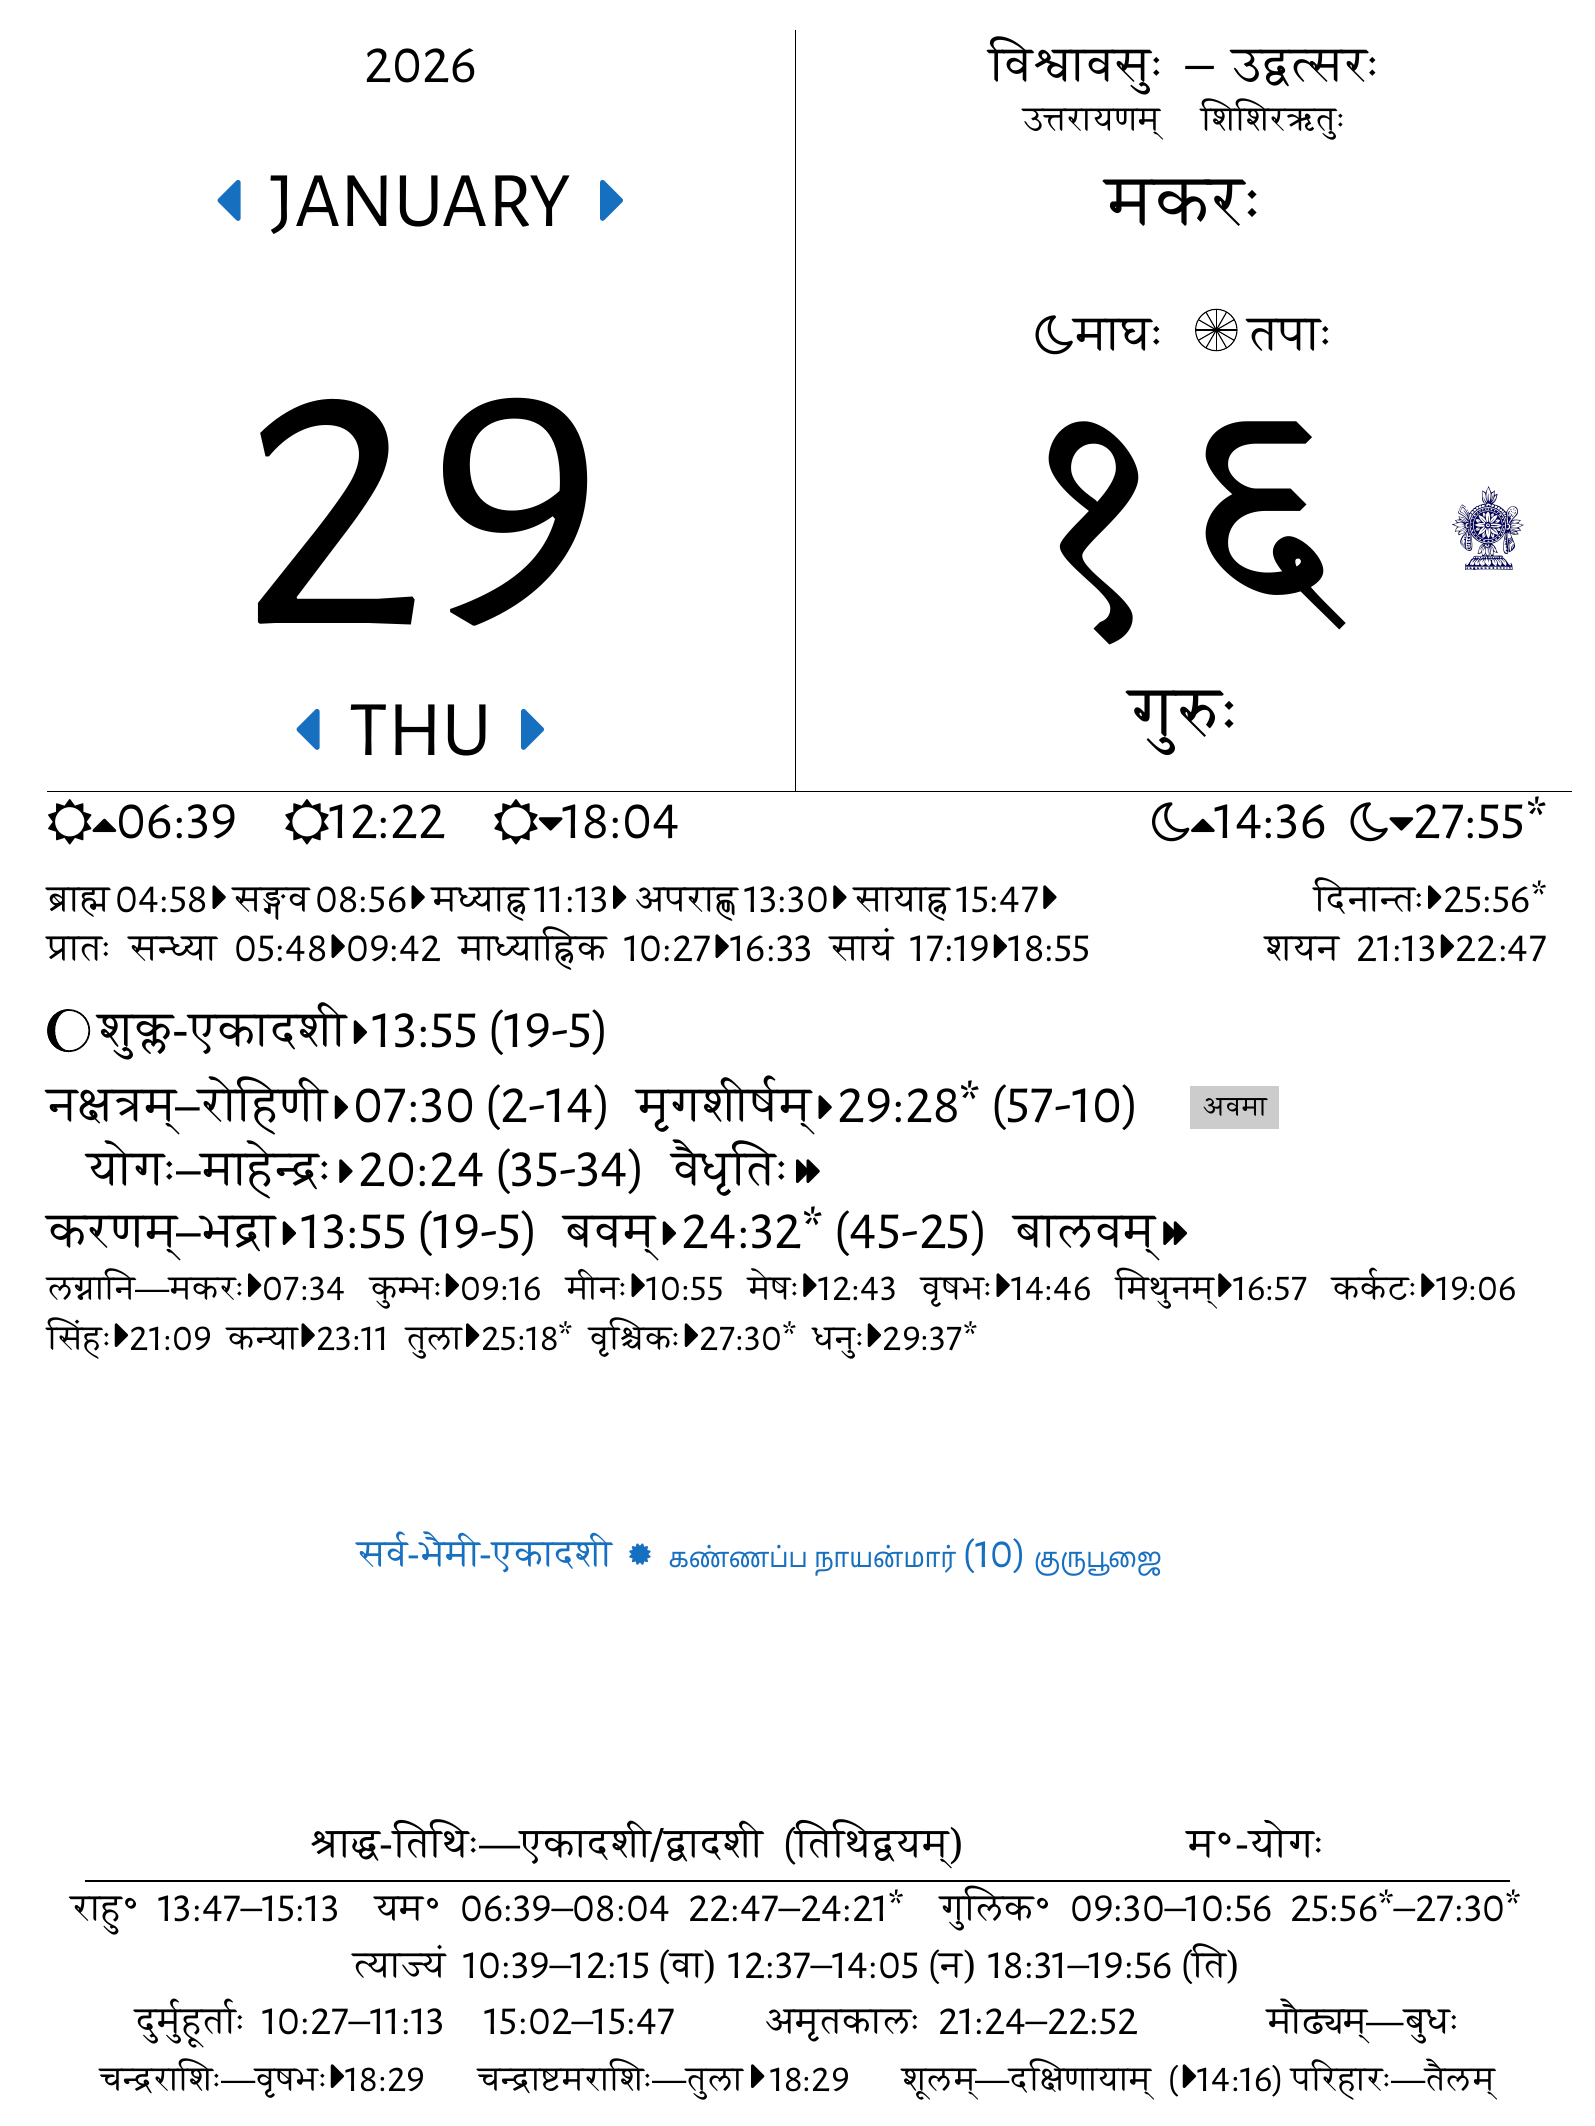 2026
JANUARY
29
THU
विश्वावसुः – उद्वत्सरः
उत्तरायणम् शिशिरऋतुः
मकरः
माघः तपाः
१६
गुरुः
06:39 12:22 18:04 14:36 27:55*
ब्राह्म 04:58 सङ्गव 08:56 मध्याह्न 11:13 अपराह्ण 13:30 सायाह्न 15:47 दिनान्तः 25:56*
प्रातः सन्ध्या 05:48 09:42 माध्याह्निक 10:27 16:33 सायं 17:19 18:55 शयन 21:13 22:47
शुक्ल-एकादशी 13:55 (19-5)
नक्षत्रम्–रोहिणी 07:30 (2-14) मृगशीर्षम् 29:28* (57-10) अवमा
योगः–माहेन्द्रः 20:24 (35-34) वैधृतिः
करणम्–भद्रा 13:55 (19-5) बवम् 24:32* (45-25) बालवम्
लग्नानि—मकरः 07:34 कुम्भः 09:16 मीनः 10:55 मेषः 12:43 वृषभः 14:46 मिथुनम् 16:57 कर्कटः 19:06
सिंहः 21:09 कन्या 23:11 तुला 25:18* वृश्चिकः 27:30* धनुः 29:37*
सर्व-भैमी-एकादशी ✹ கண்ணப்ப நாயன்மார் (10) குருபூஜை
श्राद्ध-तिथिः—एकादशी/द्वादशी (तिथिद्वयम्) म॰-योगः
राहु॰ 13:47–15:13 यम॰ 06:39–08:04 22:47–24:21* गुलिक॰ 09:30–10:56 25:56*–27:30*
त्याज्यं 10:39–12:15 (वा) 12:37–14:05 (न) 18:31–19:56 (ति)
दुर्मुहूर्ताः 10:27–11:13 15:02–15:47 अमृतकालः 21:24–22:52 मौढ्यम्—बुधः
चन्द्रराशिः—वृषभः 18:29 चन्द्राष्टमराशिः—तुला 18:29 शूलम्—दक्षिणायाम् (14:16) परिहारः—तैलम्